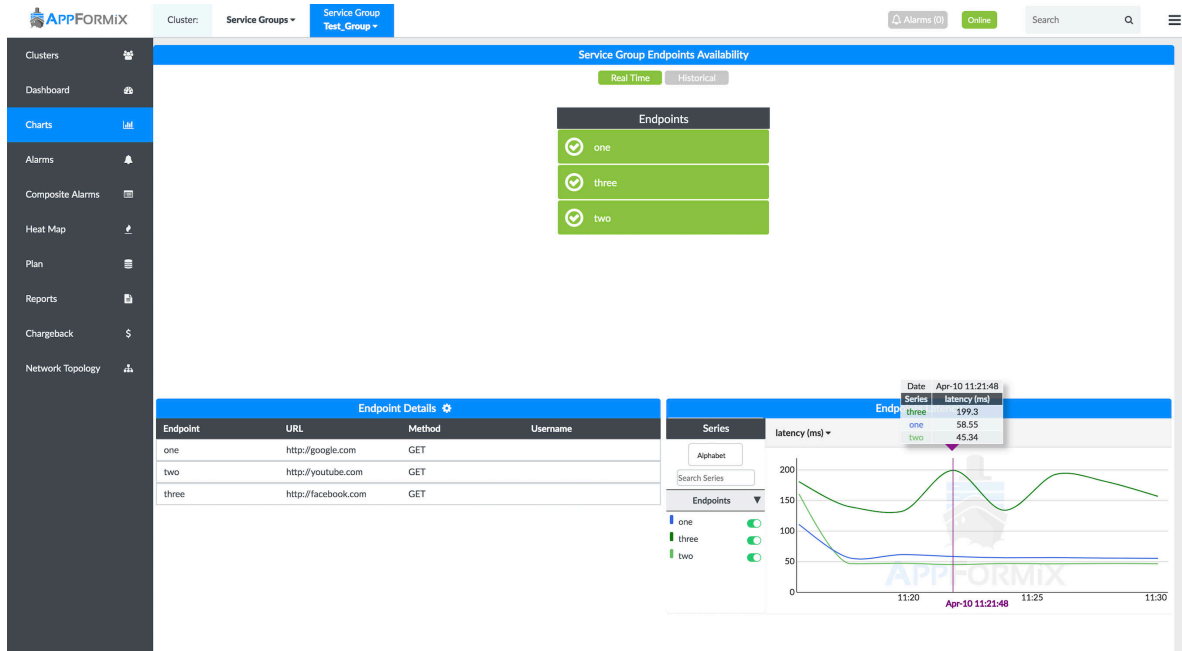 APPFORMIX
Cluster:
Service Groups
Service Group
Test_Group
Alarms (0)
Online
Search
Clusters
Dashboard
Charts
Alarms
Composite Alarms
Heat Map
Plan
Reports
Chargeback
Network Topology
Service Group Endpoints Availability
Real Time Historical
Endpoints
one
three
two
Endpoint Details
Endpoint URL Method Username
one http://google.com GET
two http://youtube.com GET
three http://facebook.com GET
Date Apr-10 11:21:48
Series latency (ms)
three 199.3
one 58.55
two 45.34
Series
Alphabet
Search Series
Endpoints
one
three
two
latency (ms)
200
150
100
50
0
APPFORMIX
11:20 11:25 11:30
Apr-10 11:21:48